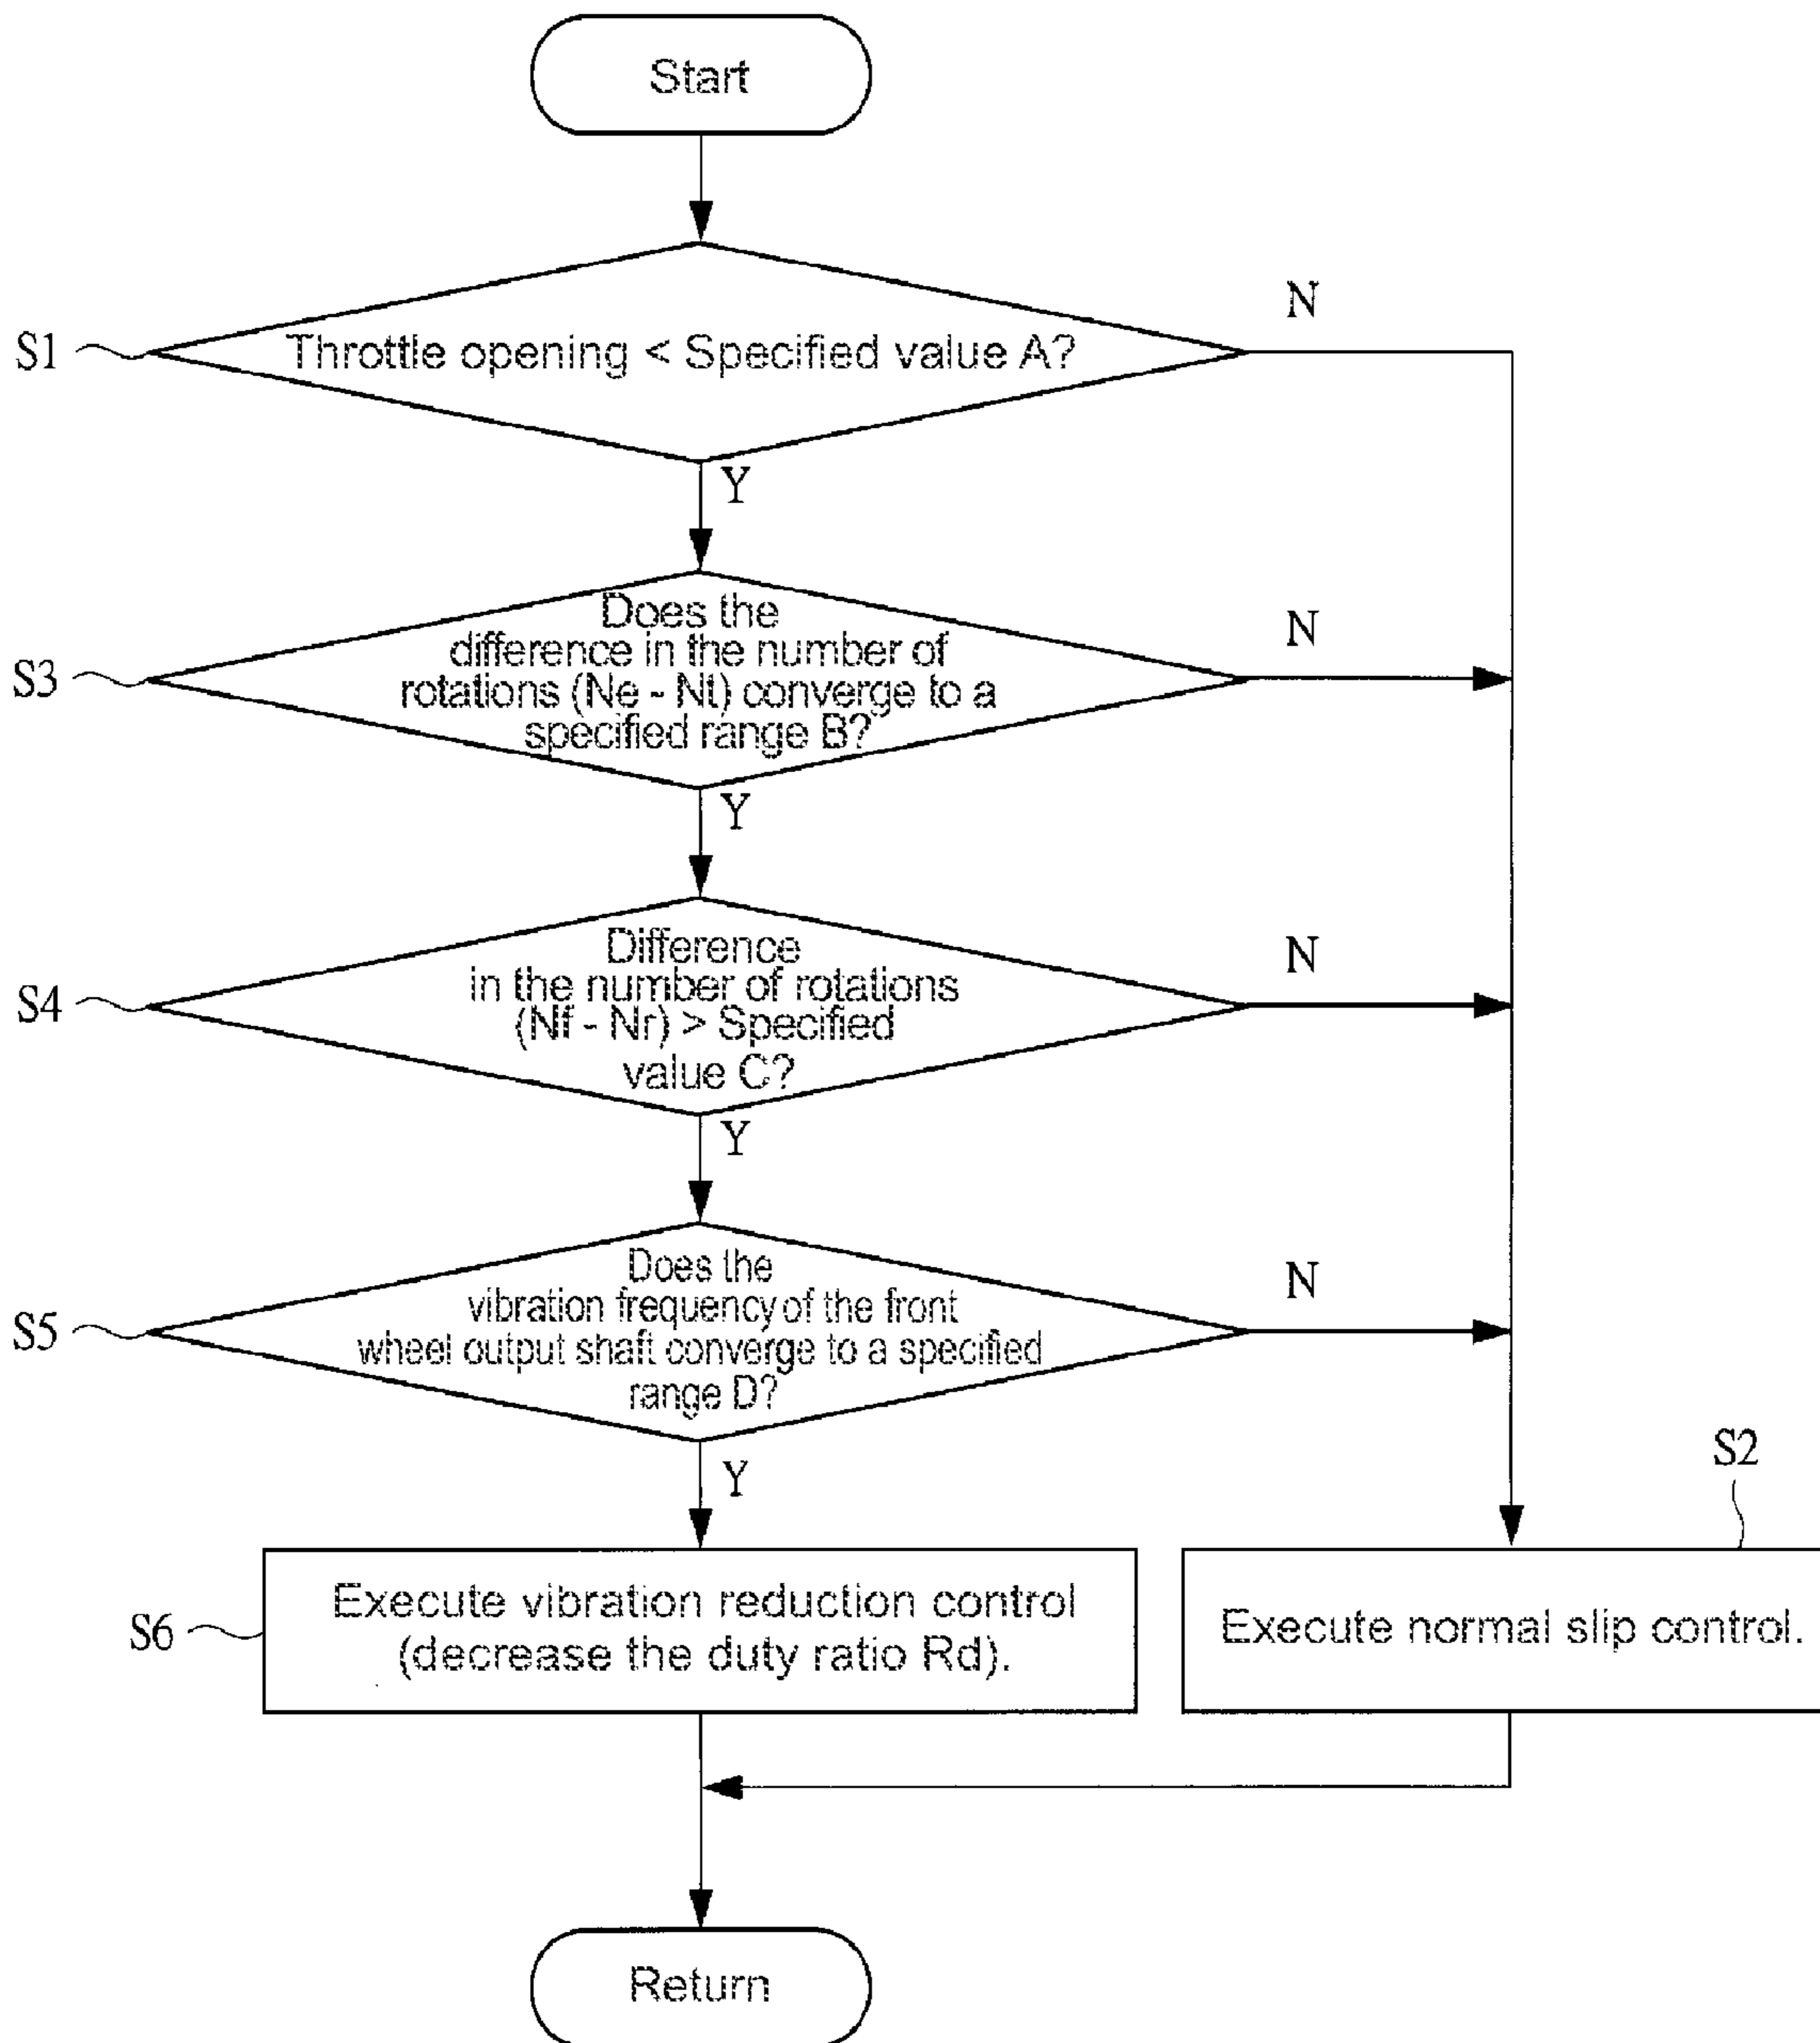 Start
N
S1
Throttle opening < Specified value A?
Y
Does the
difference in the number of
rotations (Ne - Nt) converge to a
specified range B?
N
S3
Y
Difference
in the number of rotations
(Nf - Nr) > Specified
value C?
N
S4
Y
Does the
vibration frequency of the front
wheel output shaft converge to a specified
range D?
N
S5
Y
S2
S6
Execute vibration reduction control
(decrease the duty ratio Rd).
Execute normal slip control.
Return